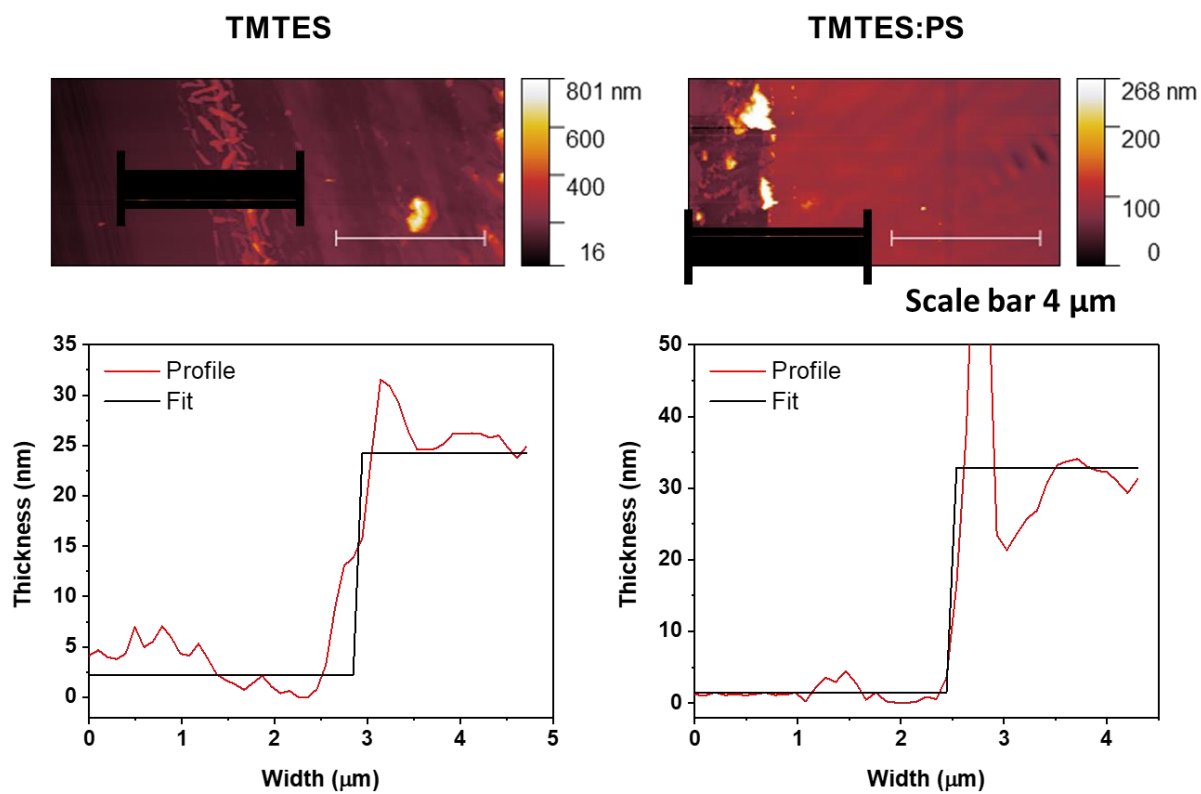 TMTES
TMTES:PS
801 nm
600
400
16
268 nm
200
100
0
Scale bar 4 μm
35
30
25
20
15
10
5
0
Thickness (nm)
Profile
Fit
0 1 2 3 4 5
Width (μm)
50
40
30
20
10
0
Thickness (nm)
Profile
Fit
0 1 2 3 4
Width (μm)